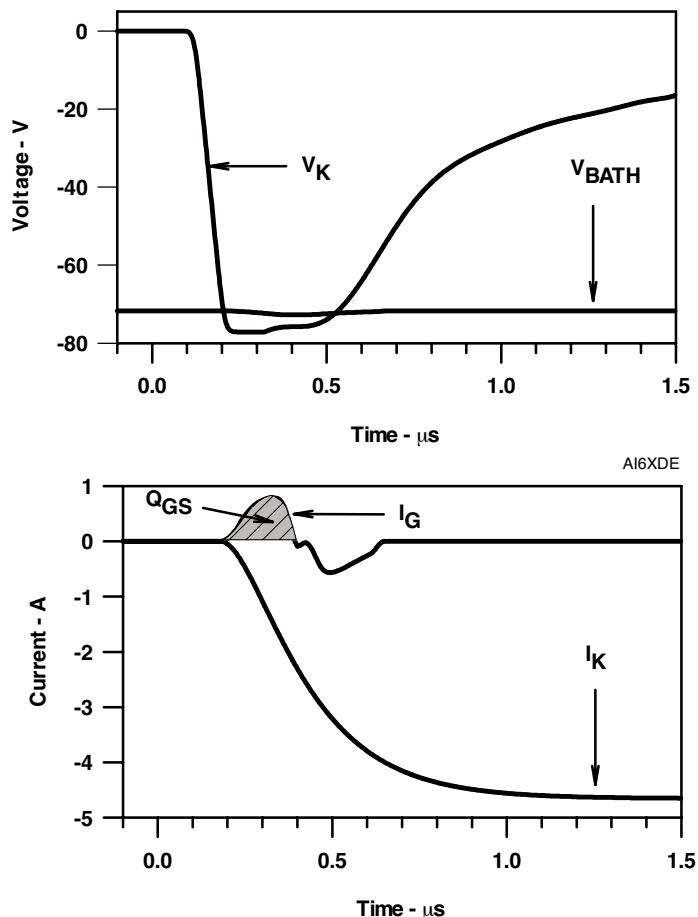 0
-20
-40
-60
-80
Voltage - V
V_K
V_BATH
0.0 0.5 1.0 1.5
Time - μs
AI6XDE
1
0
-1
-2
-3
-4
-5
Current - A
Q_GS
I_G
I_K
0.0 0.5 1.0 1.5
Time - μs